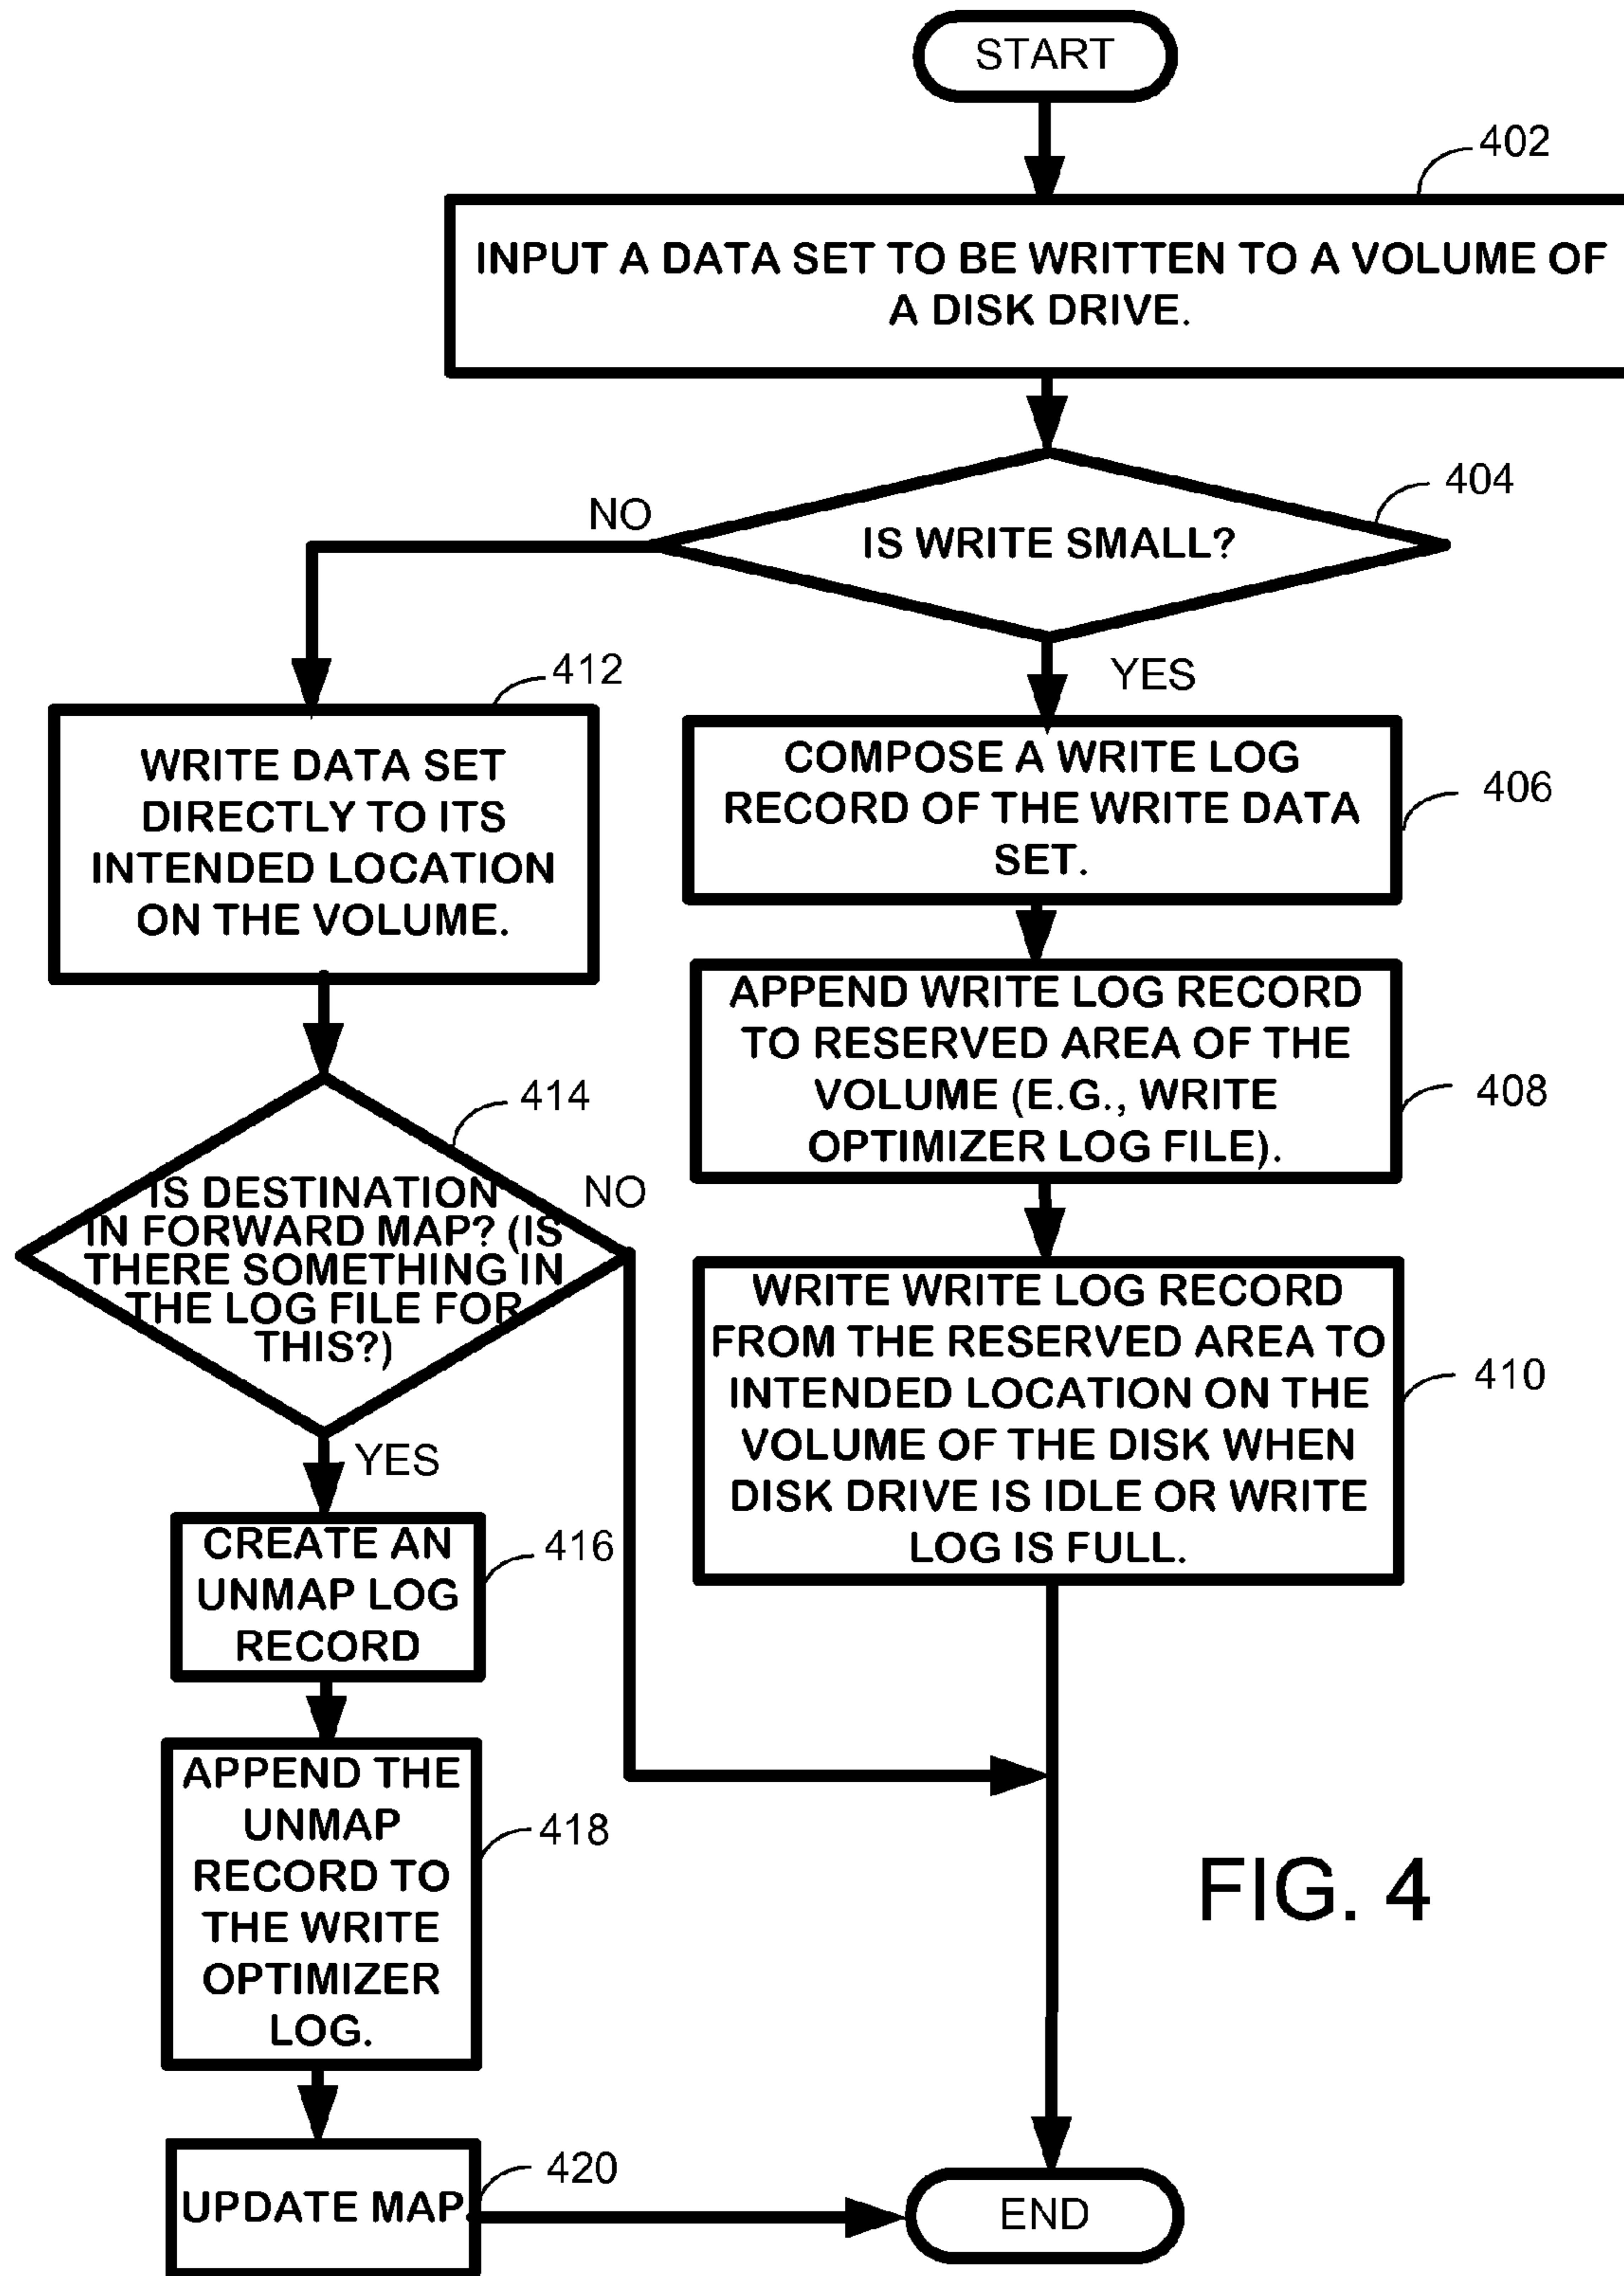 START
402
INPUT A DATA SET TO BE WRITTEN TO A VOLUME OF
A DISK DRIVE.
404
IS WRITE SMALL?
NO
YES
412
WRITE DATA SET
DIRECTLY TO ITS
INTENDED LOCATION
ON THE VOLUME.
COMPOSE A WRITE LOG
RECORD OF THE WRITE DATA
SET.
406
APPEND WRITE LOG RECORD
TO RESERVED AREA OF THE
VOLUME (E.G., WRITE
OPTIMIZER LOG FILE).
408
414
IS DESTINATION
IN FORWARD MAP? (IS
THERE SOMETHING IN
THE LOG FILE FOR
THIS?)
NO
YES
WRITE WRITE LOG RECORD
FROM THE RESERVED AREA TO
INTENDED LOCATION ON THE
VOLUME OF THE DISK WHEN
DISK DRIVE IS IDLE OR WRITE
LOG IS FULL.
410
CREATE AN
UNMAP LOG
RECORD
416
APPEND THE
UNMAP
RECORD TO
THE WRITE
OPTIMIZER
LOG.
418
FIG. 4
UPDATE MAP
420
END